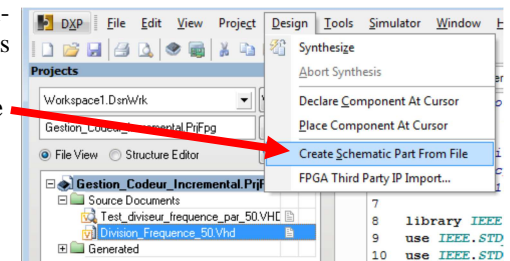 DXP File Edit View Project Design Tools Simulator Window
Synthesize
Projects
Abort Synthesis
Workspace1.DsnWrk
Declare Component At Cursor
Place Component At Cursor
Gestion_Codeur_Incremental.PrjFpg
Create Schematic Part From File
File View Structure Editor
FPGA Third Party IP Import...
Gestion_Codeur_Incremental.PrjF
Source Documents
7
Test_diviseur_frequence_par_50.VHD
8 library IEEE
Division_Frequence_50.Vhd
9 use IEEE.STD
Generated
10 use IEEE.STD